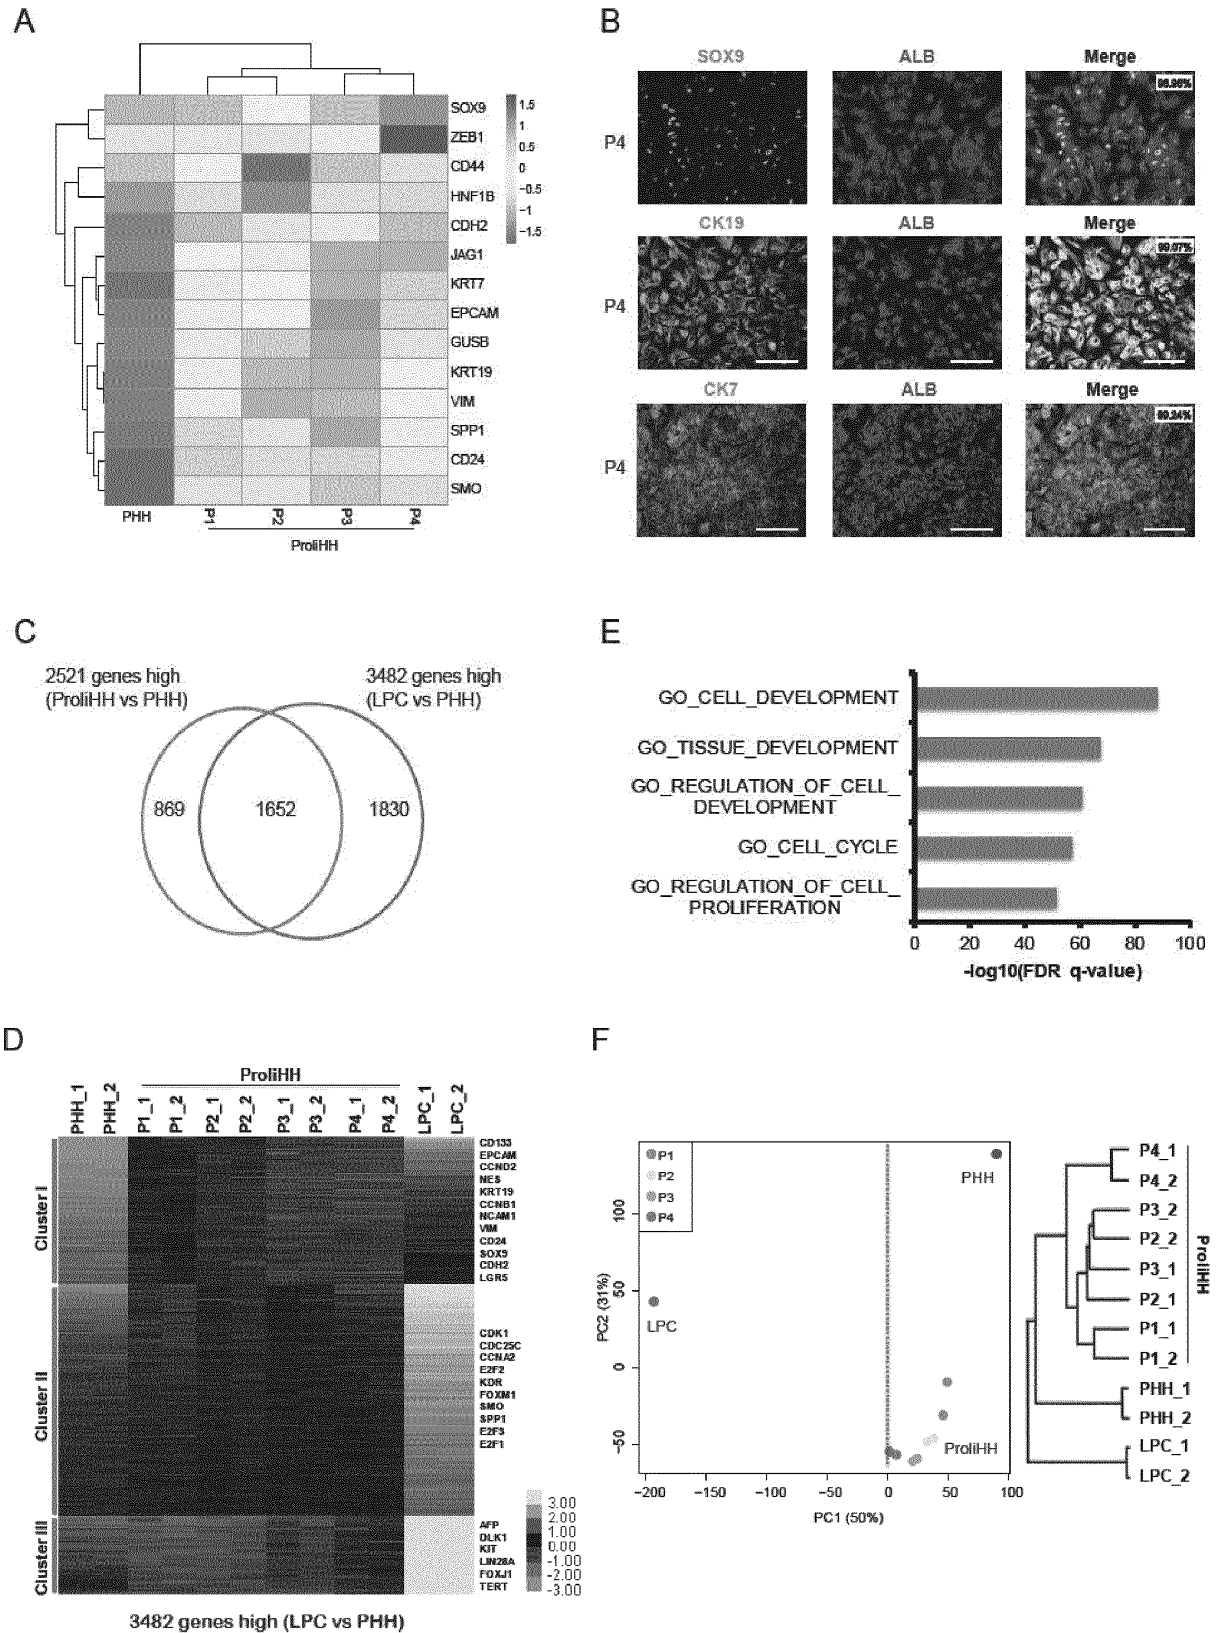 A
SOX9
ZEB1
CD44
HNF1B
CDH2
JAG1
KRT7
EPCAM
GUSB
KRT19
VIM
SPP1
CD24
SMO
1.5
1
0.5
0
−0.5
−1
−1.5
PHH
P1
P2
P3
P4
ProliHH
B
SOX9
ALB
Merge
P4
CK19
ALB
Merge
99.97%
P4
CK7
ALB
Merge
99.24%
P4
C
2521 genes high
(ProliHH vs PHH)
3482 genes high
(LPC vs PHH)
869
1652
1830
E
GO_CELL_DEVELOPMENT
GO_TISSUE_DEVELOPMENT
GO_REGULATION_OF_CELL_
DEVELOPMENT
GO_CELL_CYCLE
GO_REGULATION_OF_CELL_
PROLIFERATION
0 20 40 60 80 100
-log10(FDR q-value)
D
ProliHH
PHH_1
PHH_2
P1_1
P1_2
P2_1
P2_2
P3_1
P3_2
P4_1
P4_2
LPC_1
LPC_2
Cluster I
CD133
EPCAM
CCND2
NES
KRT19
CCNB1
NCAM1
VIM
CD24
SOX9
CDH2
LGR5
Cluster II
CDK1
CDC25C
CCNA2
E2F2
KDR
FOXM1
SMO
SPP1
E2F3
E2F1
Cluster III
AFP
DLK1
KIT
LIN28A
FOXJ1
TERT
3.00
2.00
1.00
0.00
-1.00
-2.00
-3.00
3482 genes high (LPC vs PHH)
F
P1
P2
P3
P4
PHH
LPC
ProliHH
PC2 (31%)
100
50
0
−50
−200 −150 −100 −50 0 50 100
PC1 (50%)
P4_1
P4_2
P3_2
P2_2
P3_1
P2_1
P1_1
P1_2
PHH_1
PHH_2
LPC_1
LPC_2
ProliHH